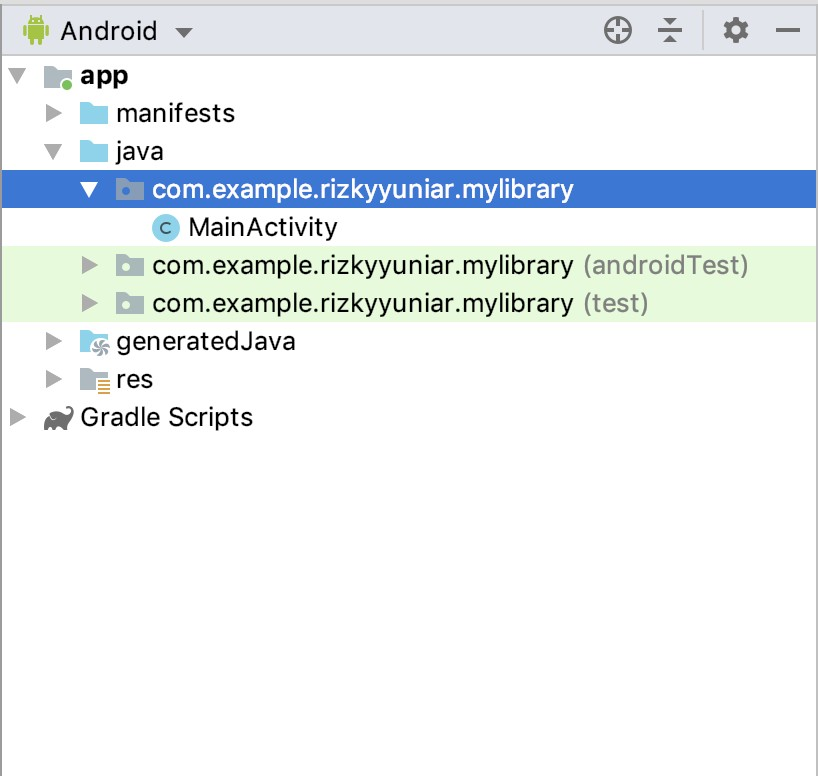 Android
app
manifests
java
com.example.rizkyyuniar.mylibrary
C MainActivity
com.example.rizkyyuniar.mylibrary (androidTest)
com.example.rizkyyuniar.mylibrary (test)
generatedJava
res
Gradle Scripts